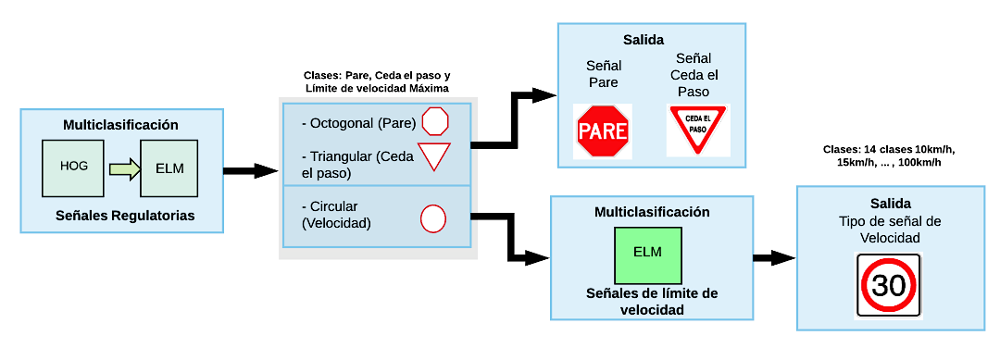 Multiclasificación
HOG
ELM
Señales Regulatorias
Clases: Pare, Ceda el paso y
Límite de velocidad Máxima
- Octogonal (Pare)
- Triangular (Ceda
el paso)
- Circular
(Velocidad)
Salida
Señal
Pare
PARE
Señal
Ceda el
Paso
CEDA EL
PASO
Multiclasificación
ELM
Señales de límite de
velocidad
Clases: 14 clases 10km/h,
15km/h, ... , 100km/h
Salida
Tipo de señal de
Velocidad
30